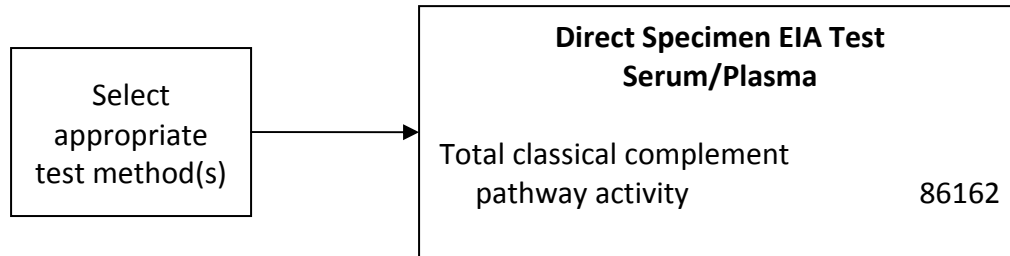 Select
appropriate
test method(s)
Direct Specimen EIA Test
Serum/Plasma
Total classical complement
pathway activity 86162